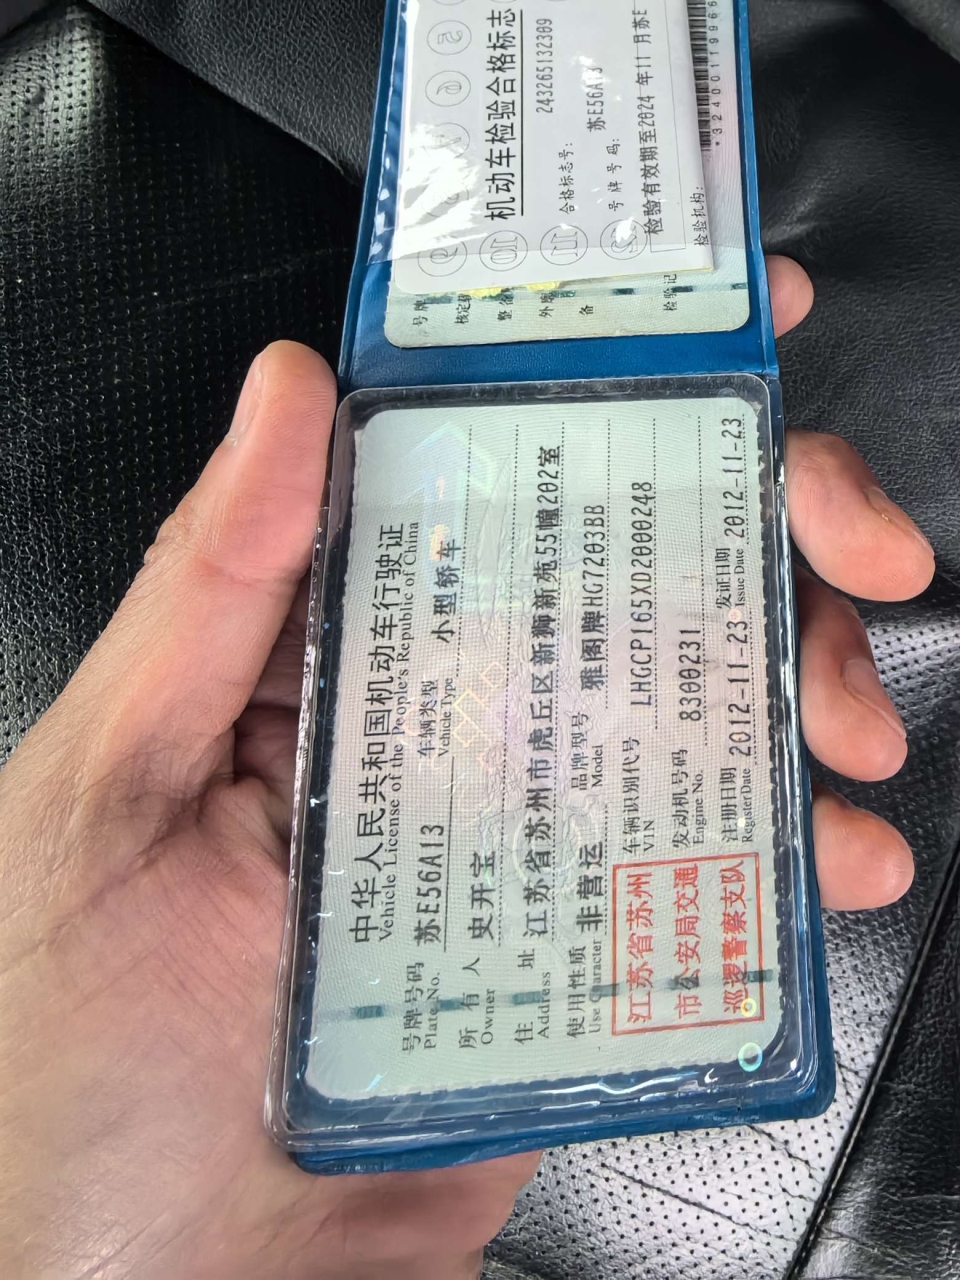 机动车检验合格标志
合格标志号: 243265132309
号牌号码: 苏E56A13
检验有效期至2024 年11 月苏E
检验机构:
号牌
核定
外
备
检验记
中华人民共和国机动车行驶证
Vehicle License of the People's Republic of China
号牌号码 苏E56A13 车辆类型 小型轿车
Plate No. Vehicle Type
所有人 史开宝
Owner
住址 江苏省苏州市虎丘区新狮新苑55幢202室
Address
使用性质 非营运 品牌型号 雅阁牌HG7203BB
Use Character Model
江苏省苏州
市公安局交通
巡逻警察支队
车辆识别代号 LHGCP165XD2000248
VIN
发动机号码 8300231
Engine No.
注册日期 2012-11-23 发证日期 2012-11-23
Register Date Issue Date